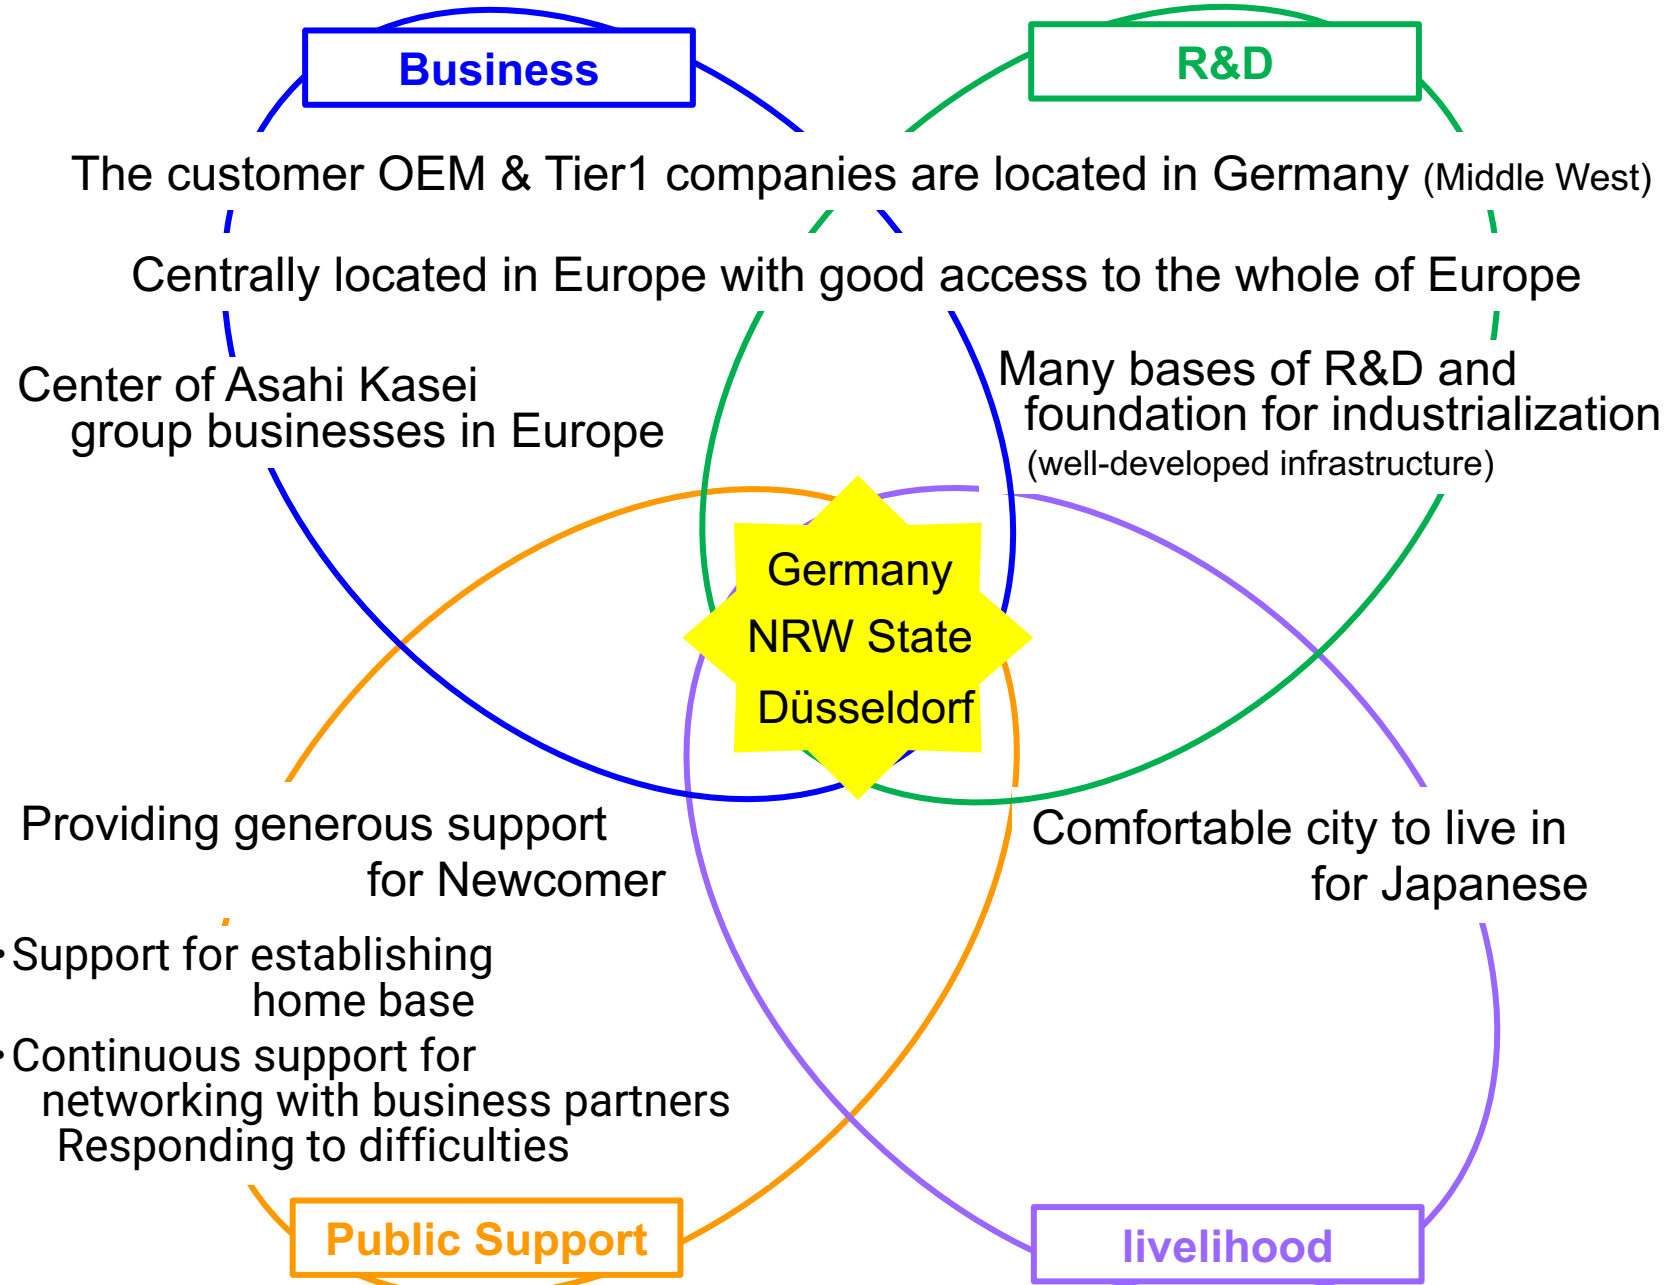 Business
R&D
The customer OEM & Tier1 companies are located in Germany (Middle West)
Centrally located in Europe with good access to the whole of Europe
Center of Asahi Kasei
group businesses in Europe
Many bases of R&D and
foundation for industrialization
(well-developed infrastructure)
Germany
NRW State
Düsseldorf
Providing generous support
for Newcomer
・Support for establishing
home base
・Continuous support for
networking with business partners
Responding to difficulties
Comfortable city to live in
for Japanese
Public Support
livelihood